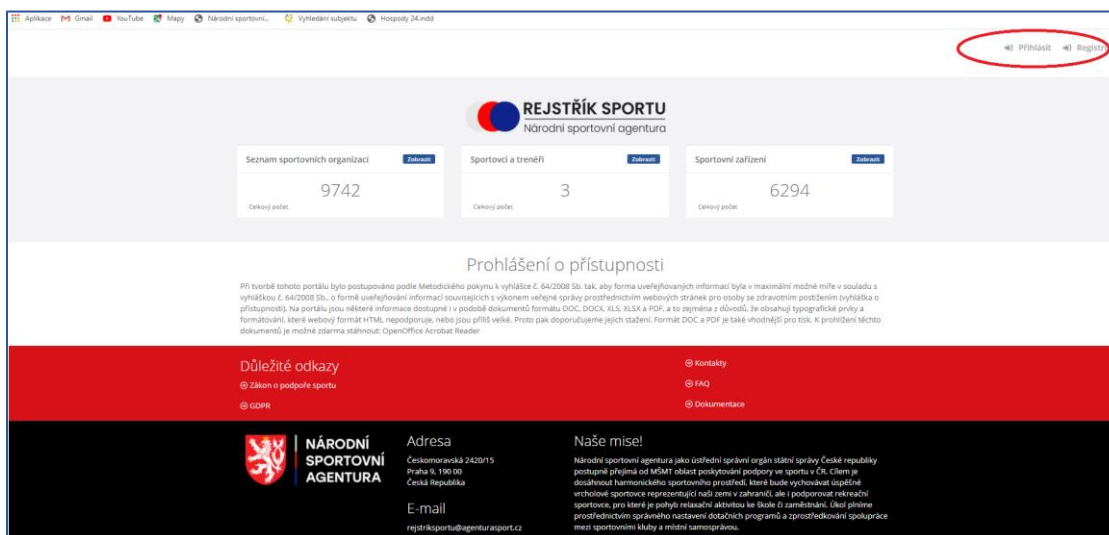 Aplikace Gmail YouTube Mapy Národní sportovní... Vyhledání subjektu Hospody 24.indd
Přihlásit Registr
REJSTŘÍK SPORTU
Národní sportovní agentura
Seznam sportovních organizací Zobrazit
9742
Celkový počet
Sportovci a trenéři Zobrazit
3
Celkový počet
Sportovní zařízení Zobrazit
6294
Celkový počet
Prohlášení o přístupnosti
Při tvorbě tohoto portálu bylo postupováno podle Metodického pokynu k vyhlášce č. 64/2008 Sb. tak, aby forma uveřejňovaných informací byla v maximální možné míře v souladu s
vyhláškou č. 64/2008 Sb., o formě uveřejňování informací souvisejících s výkonem veřejné správy prostřednictvím webových stránek pro osoby se zdravotním postižením (vyhláška o
přístupnosti). Na portálu jsou některé informace dostupné i v podobě dokumentů formátu DOC, DOCX, XLS, XLSX a PDF, a to zejména z důvodů, že obsahují typografické prvky a
formátování, které webový formát HTML nepodporuje, nebo jsou příliš velké. Proto pak doporučujeme jejich stažení. Formát DOC a PDF je také vhodnější pro tisk. K prohlížení těchto
dokumentů je možné zdarma stáhnout: OpenOffice Acrobat Reader
Důležité odkazy
Zákon o podpoře sportu
GDPR
Kontakty
FAQ
Dokumentace
NÁRODNÍ
SPORTOVNÍ
AGENTURA
Adresa
Českomoravská 2420/15
Praha 9, 190 00
Česká Republika
E-mail
rejstriksportu@agenturasport.cz
Naše mise!
Národní sportovní agentura jako ústřední správní orgán státní správy České republiky
postupně přejímá od MŠMT oblast poskytování podpory ve sportu v ČR. Cílem je
dosáhnout harmonického sportovního prostředí, které bude vychovávat úspěšné
vrcholové sportovce reprezentující naši zemi v zahraničí, ale i podporovat rekreační
sportovce, pro které je pohyb relaxační aktivitou ke škole či zaměstnání. Úkol plníme
prostřednictvím správného nastavení dotačních programů a zprostředkování spolupráce
mezi sportovními kluby a místní samosprávou.